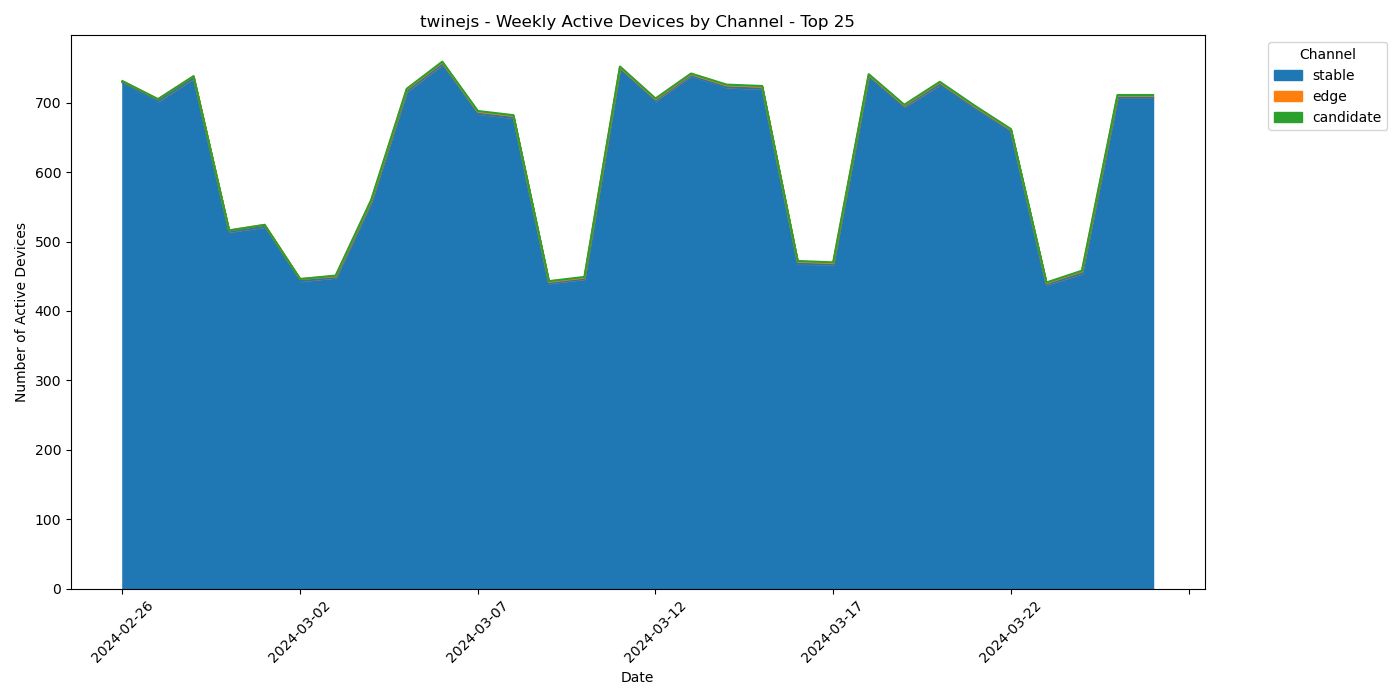 twinejs - Weekly Active Devices by Channel - Top 25
Channel
stable
edge
candidate
Number of Active Devices
700
600
500
400
300
200
100
0
2024-02-26
2024-03-02
2024-03-07
2024-03-12
2024-03-17
2024-03-22
Date